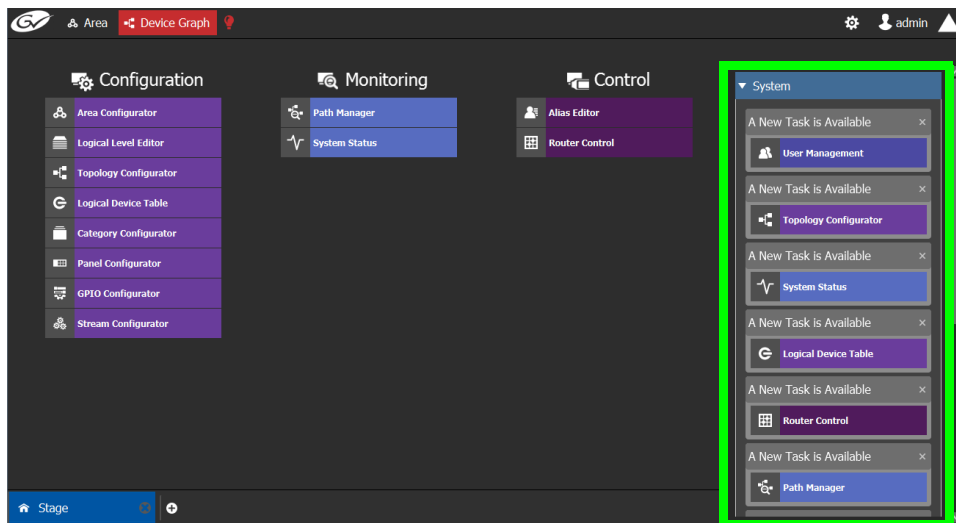 GV Area Device Graph admin
Configuration
Area Configurator
Logical Level Editor
Topology Configurator
Logical Device Table
Category Configurator
Panel Configurator
GPIO Configurator
Stream Configurator
Monitoring
Path Manager
System Status
Control
Alias Editor
Router Control
System
A New Task is Available
User Management
A New Task is Available
Topology Configurator
A New Task is Available
System Status
A New Task is Available
Logical Device Table
A New Task is Available
Router Control
A New Task is Available
Path Manager
Stage